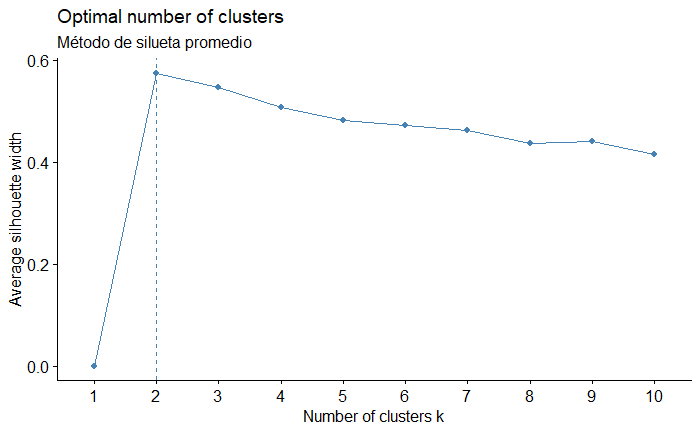 Optimal number of clusters
Método de silueta promedio
Average silhouette width
0.6
0.4
0.2
0.0
1 2 3 4 5 6 7 8 9 10
Number of clusters k